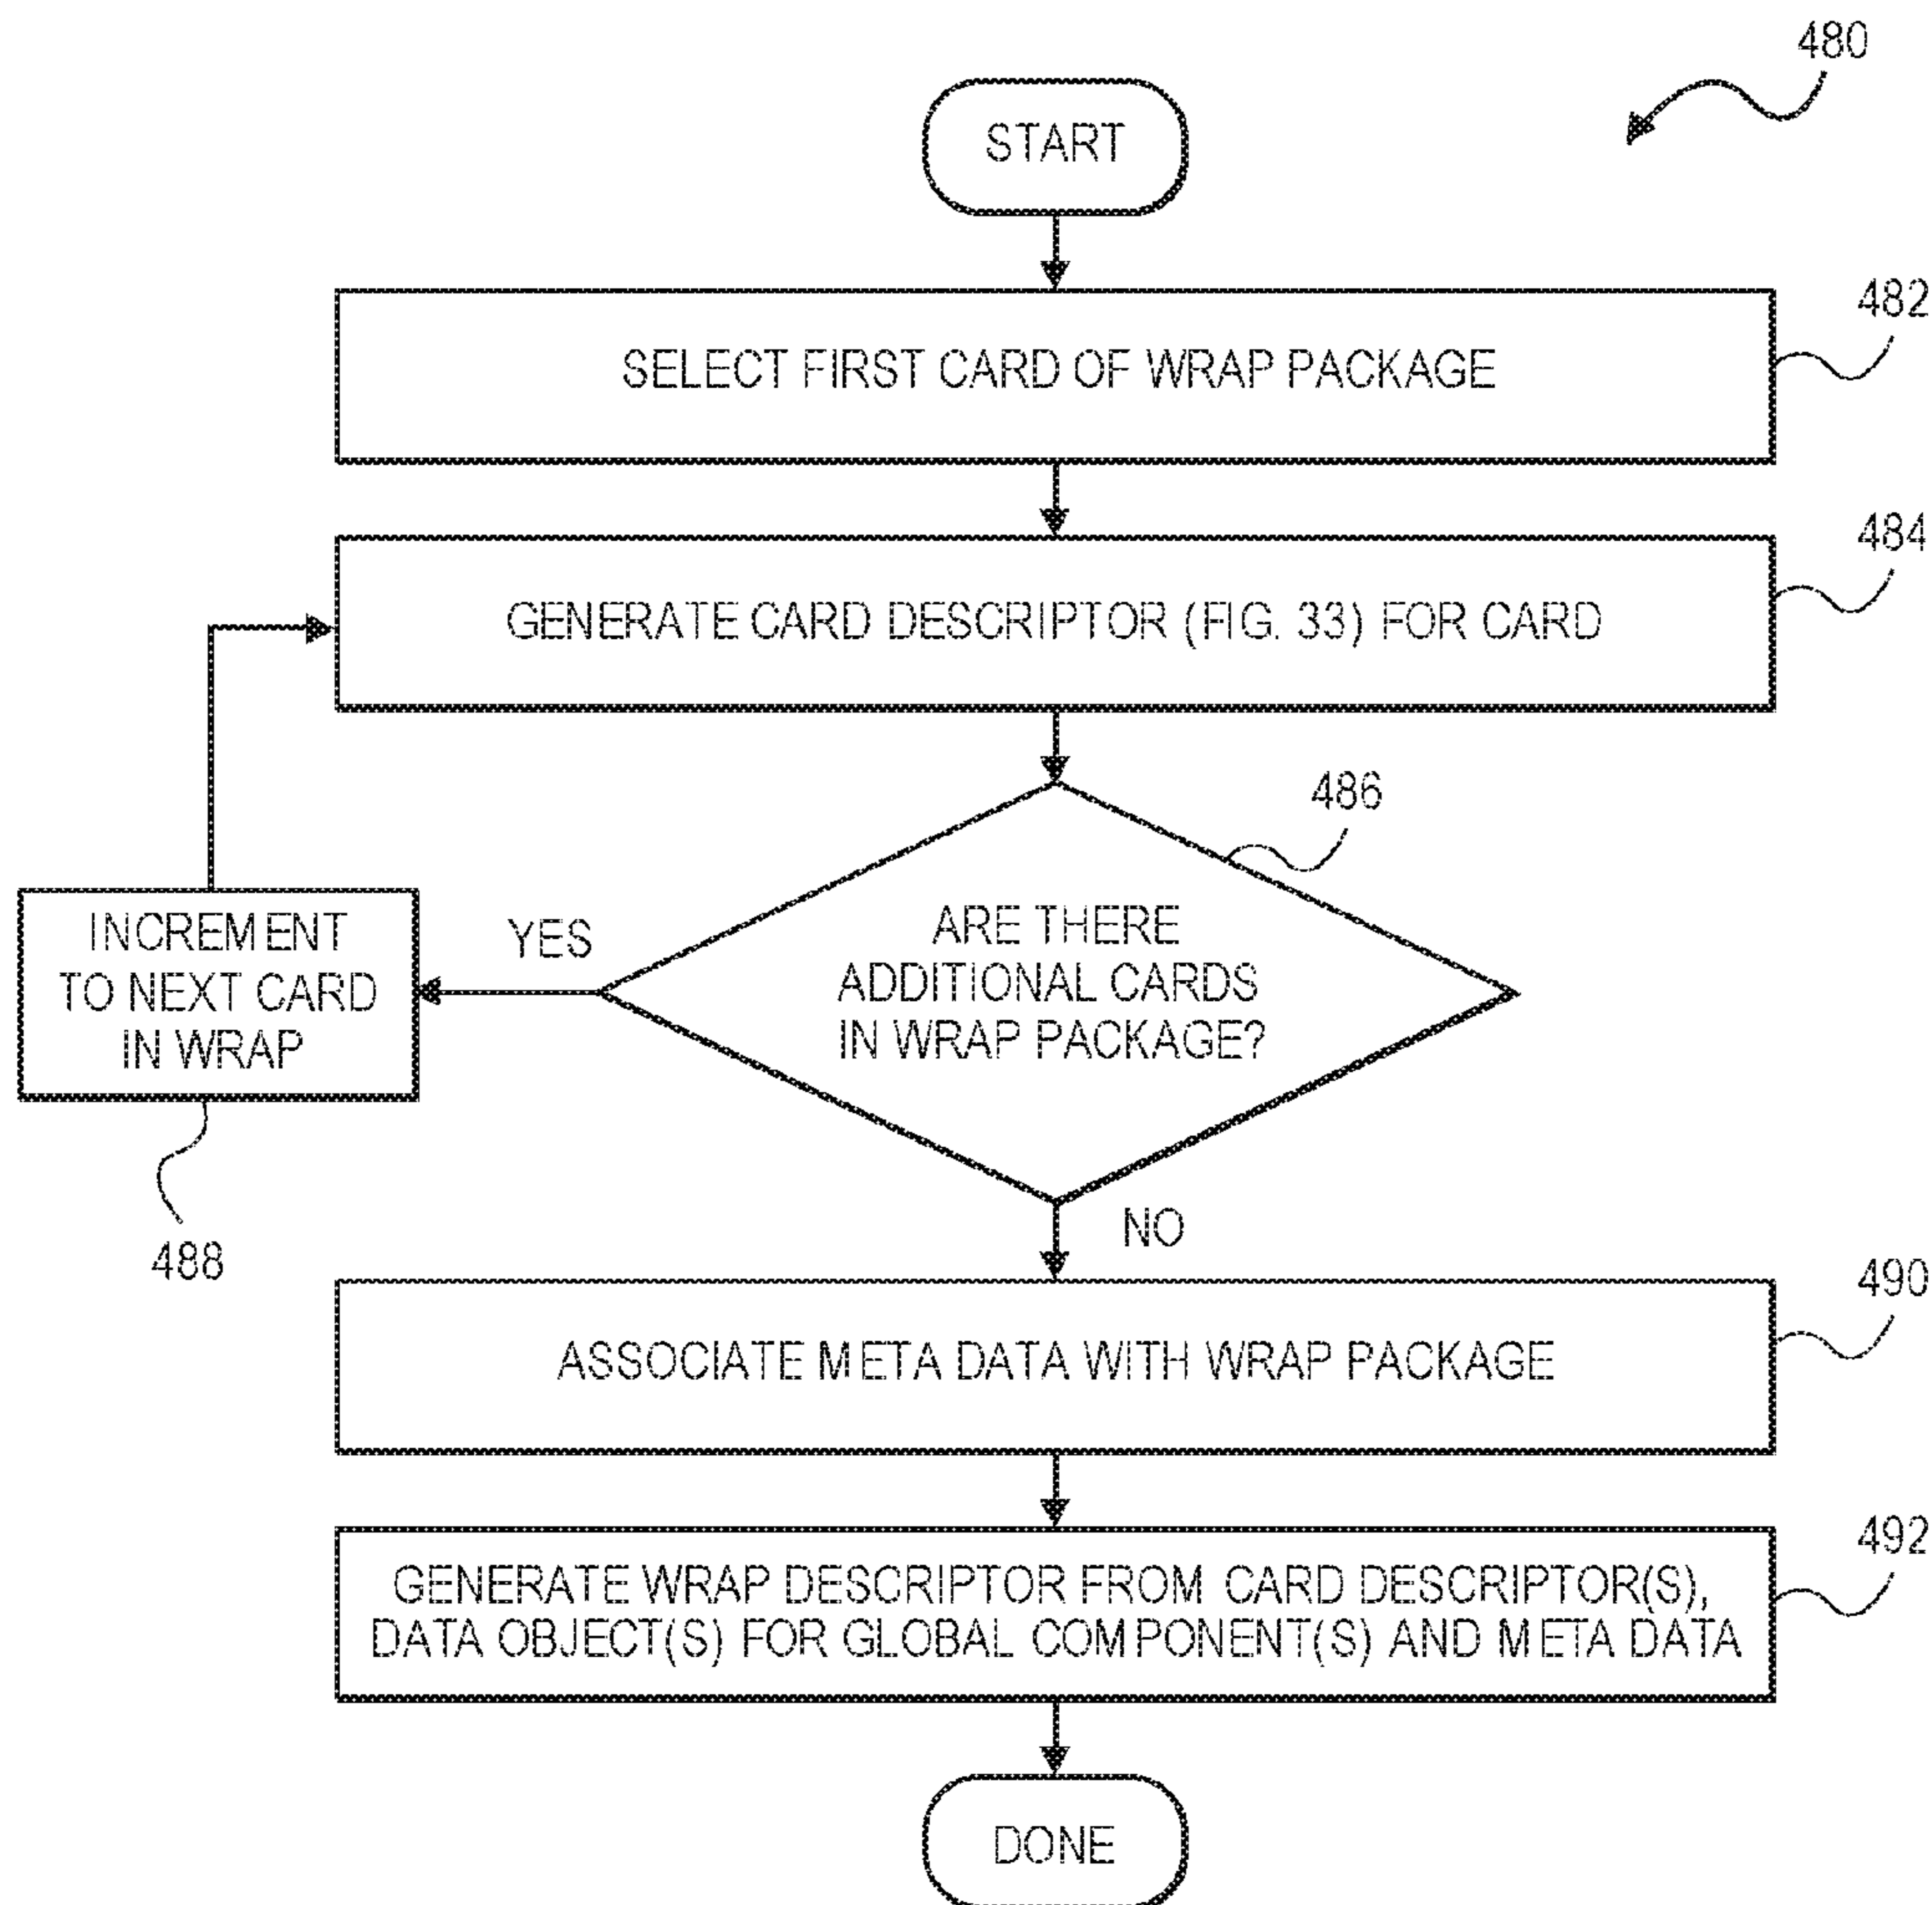 480
START
482
SELECT FIRST CARD OF WRAP PACKAGE
484
GENERATE CARD DESCRIPTOR (FIG. 33) FOR CARD
486
ARE THERE
ADDITIONAL CARDS
IN WRAP PACKAGE?
YES
INCREMENT
TO NEXT CARD
IN WRAP
488
NO
490
ASSOCIATE META DATA WITH WRAP PACKAGE
492
GENERATE WRAP DESCRIPTOR FROM CARD DESCRIPTOR(S),
DATA OBJECT(S) FOR GLOBAL COMPONENT(S) AND META DATA
DONE